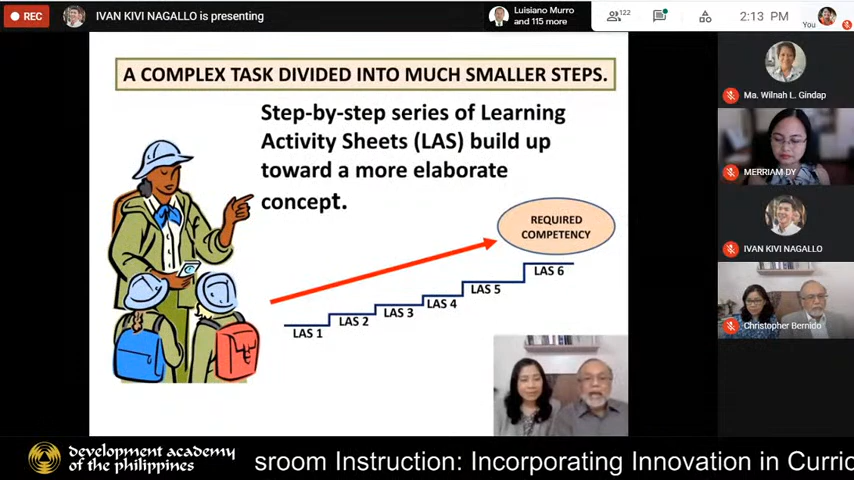 REC
IVAN KIVI NAGALLO is presenting
Luisiano Murro
and 115 more
122
2:13 PM
You
A COMPLEX TASK DIVIDED INTO MUCH SMALLER STEPS.
Step-by-step series of Learning
Activity Sheets (LAS) build up
toward a more elaborate
concept.
REQUIRED
COMPETENCY
LAS 1
LAS 2
LAS 3
LAS 4
LAS 5
LAS 6
Ma. Wilnah L. Gindap
MERRIAM DY
IVAN KIVI NAGALLO
Christopher Bernido
development academy
of the philippines
sroom Instruction: Incorporating Innovation in Curric